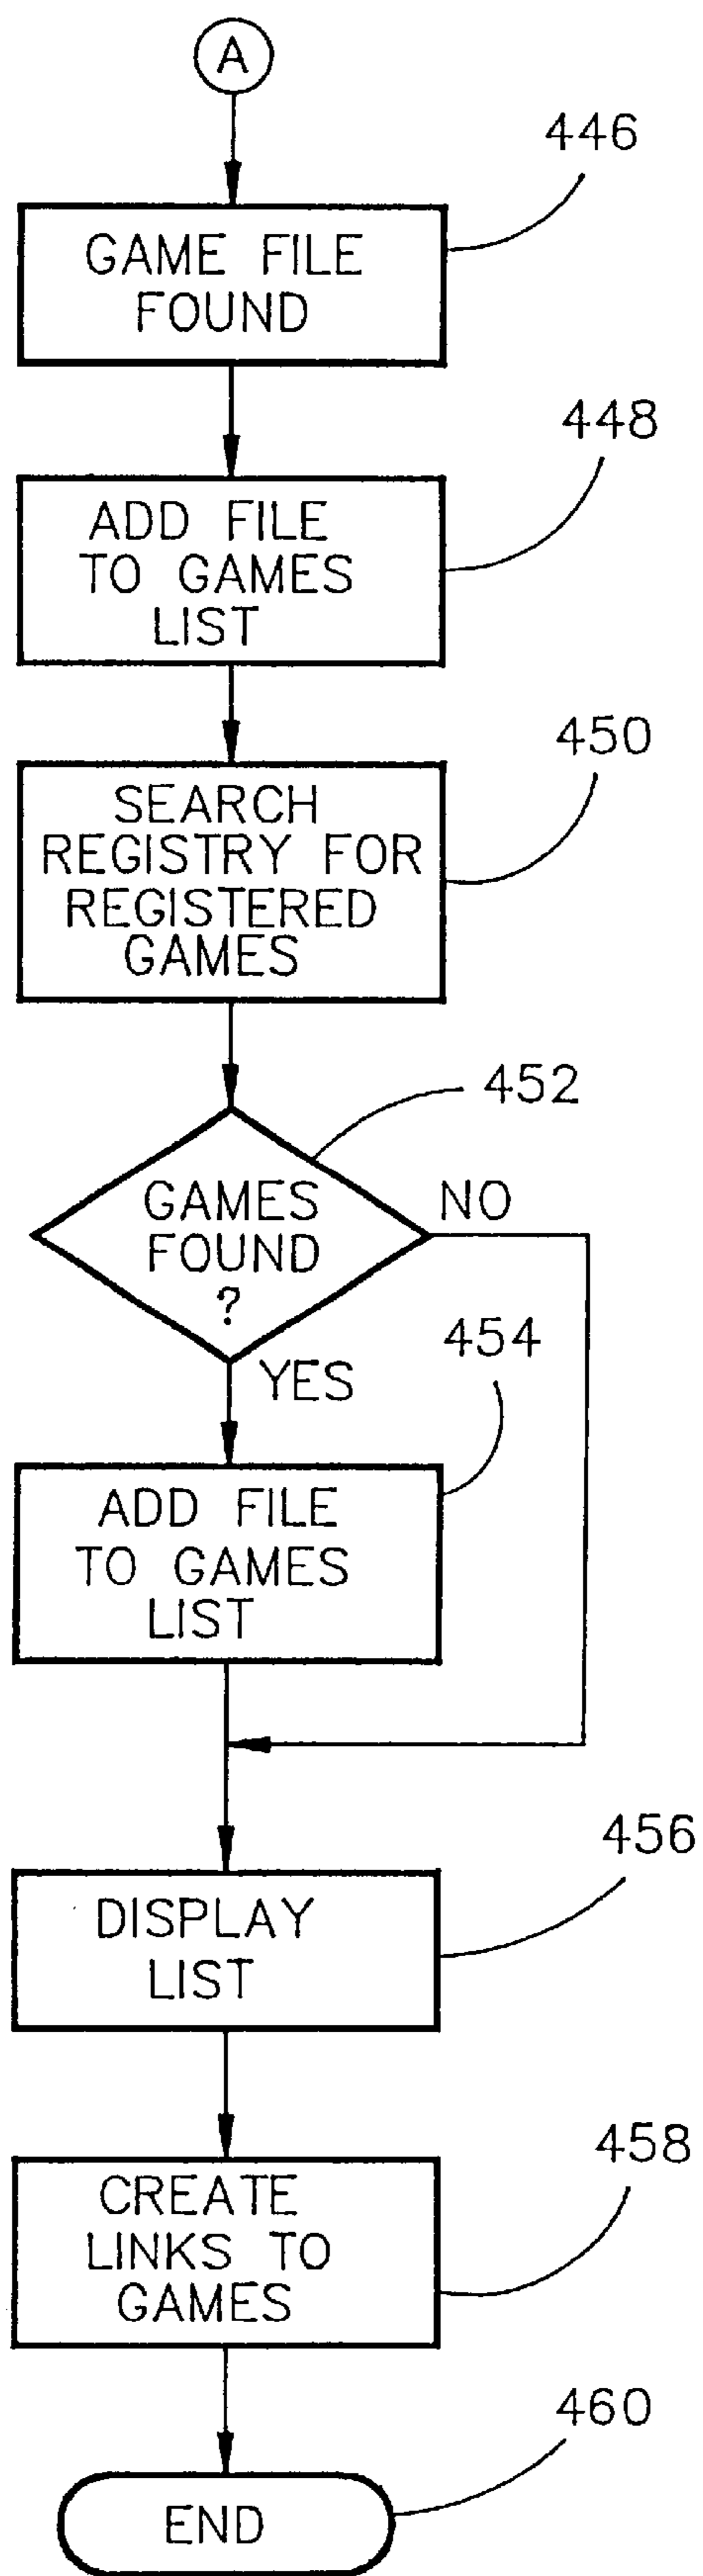 A
446
GAME FILE
FOUND
448
ADD FILE
TO GAMES
LIST
450
SEARCH
REGISTRY FOR
REGISTERED
GAMES
452
GAMES
FOUND
?
NO
YES
454
ADD FILE
TO GAMES
LIST
456
DISPLAY
LIST
458
CREATE
LINKS TO
GAMES
460
END